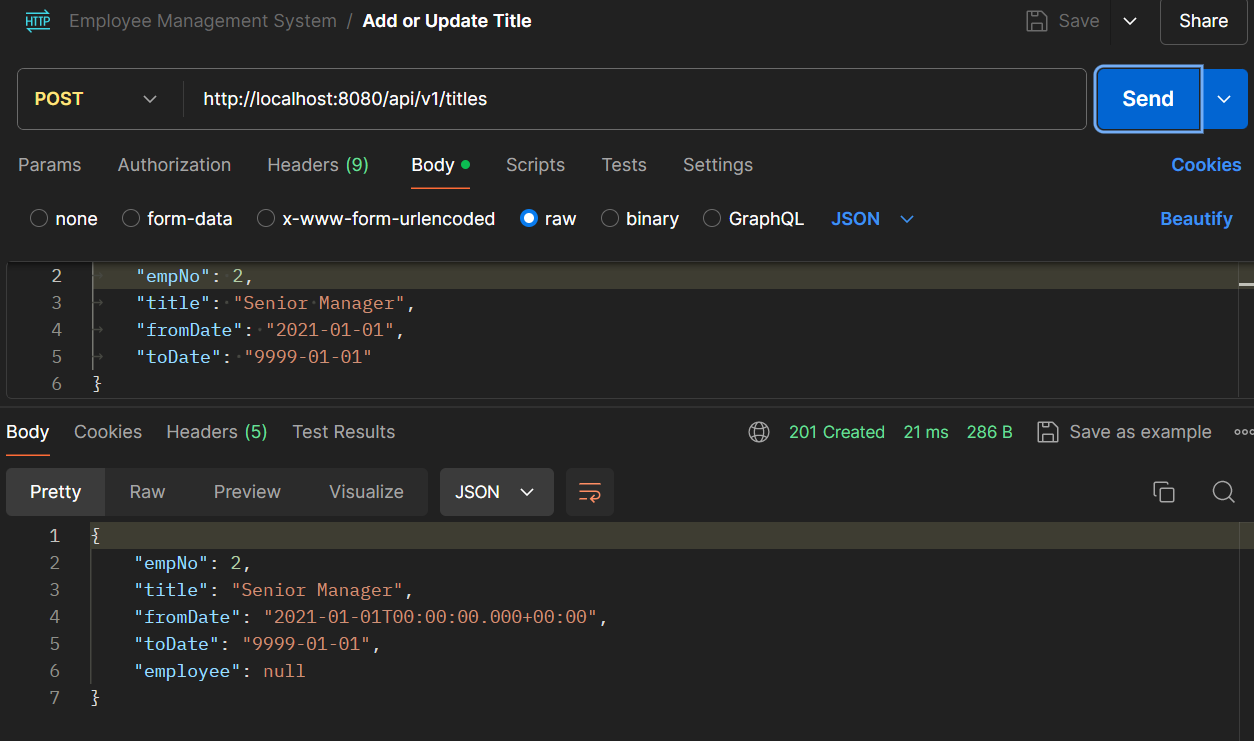 HTTP Employee Management System / Add or Update Title Save Share
POST http://localhost:8080/api/v1/titles Send
Params Authorization Headers (9) Body Scripts Tests Settings Cookies
none form-data x-www-form-urlencoded raw binary GraphQL JSON Beautify
2 "empNo": 2,
3 "title": "Senior Manager",
4 "fromDate": "2021-01-01",
5 "toDate": "9999-01-01"
6 }
Body Cookies Headers (5) Test Results 201 Created 21 ms 286 B Save as example
Pretty Raw Preview Visualize JSON
1 {
2 "empNo": 2,
3 "title": "Senior Manager",
4 "fromDate": "2021-01-01T00:00:00.000+00:00",
5 "toDate": "9999-01-01",
6 "employee": null
7 }